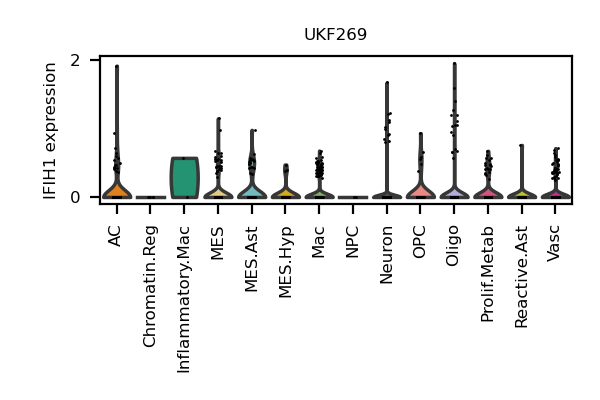 UKF269
IFIH1 expression
2
0
AC
Chromatin.Reg
Inflammatory.Mac
MES
MES.Ast
MES.Hyp
Mac
NPC
Neuron
OPC
Oligo
Prolif.Metab
Reactive.Ast
Vasc